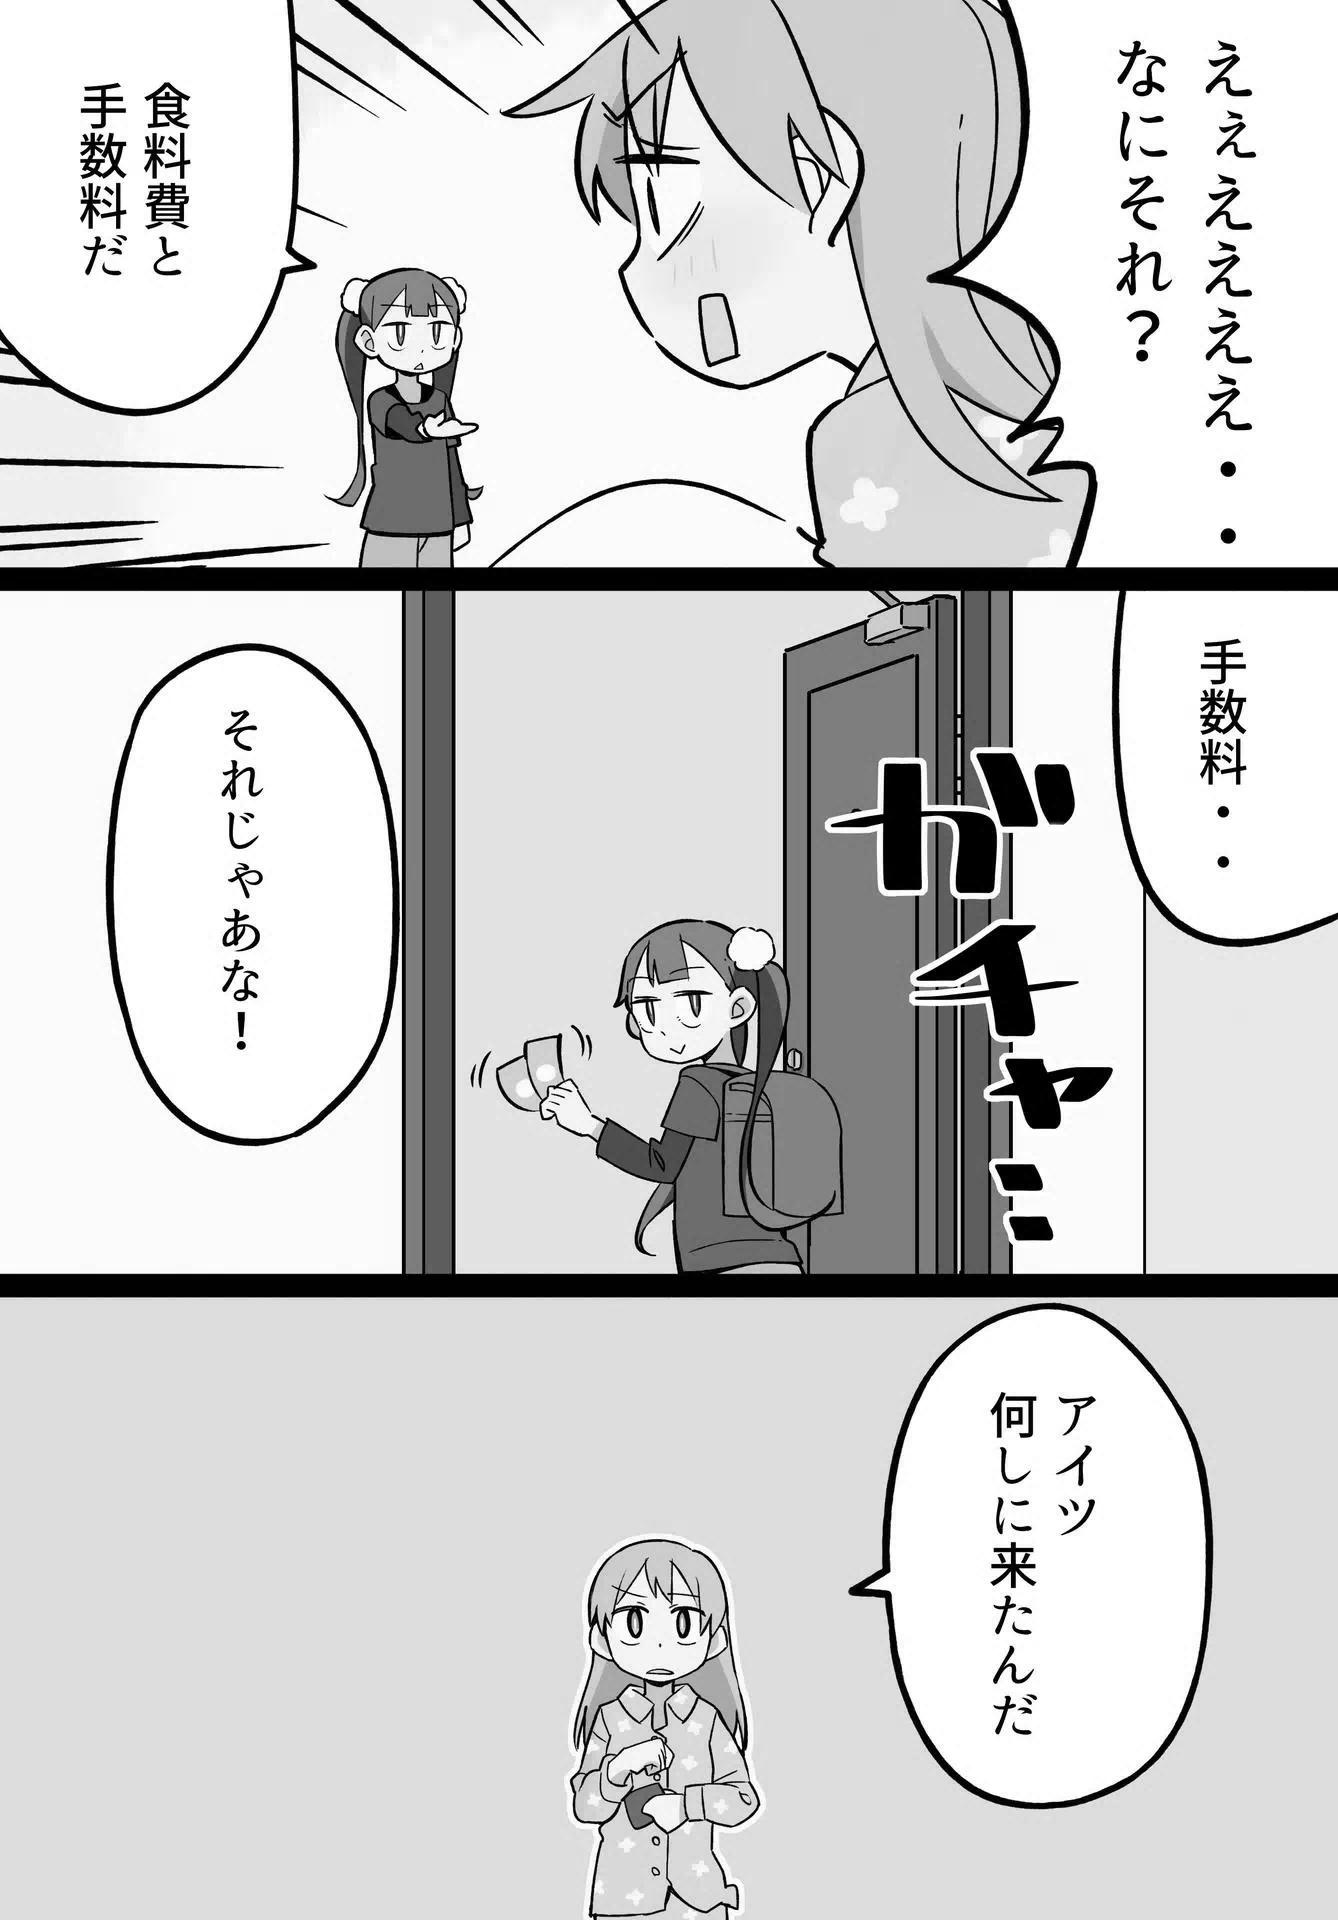 えぇぇぇぇぇ・・
なにそれ？
食料費と
手数料だ
手数料・・
ガチャン
それじゃあな！
アイツ
何しに来たんだ